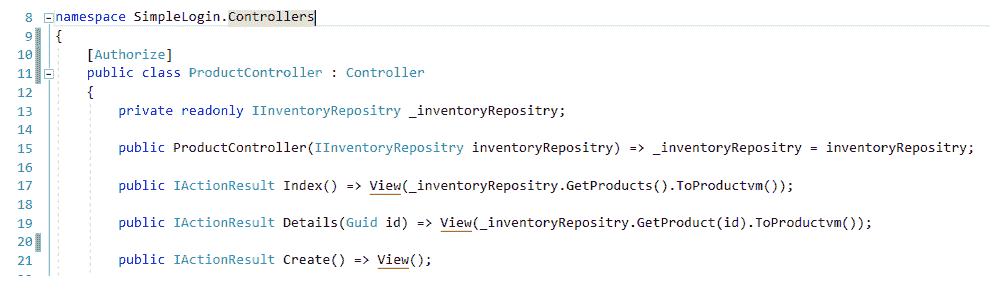 8 namespace SimpleLogin.Controllers
9 {
10 [Authorize]
11 public class ProductController : Controller
12 {
13 private readonly IInventoryRepositry _inventoryRepositry;
14
15 public ProductController(IInventoryRepositry inventoryRepositry) => _inventoryRepositry = inventoryRepositry;
16
17 public IActionResult Index() => View(_inventoryRepositry.GetProducts().ToProductvm());
18
19 public IActionResult Details(Guid id) => View(_inventoryRepositry.GetProduct(id).ToProductvm());
20
21 public IActionResult Create() => View();